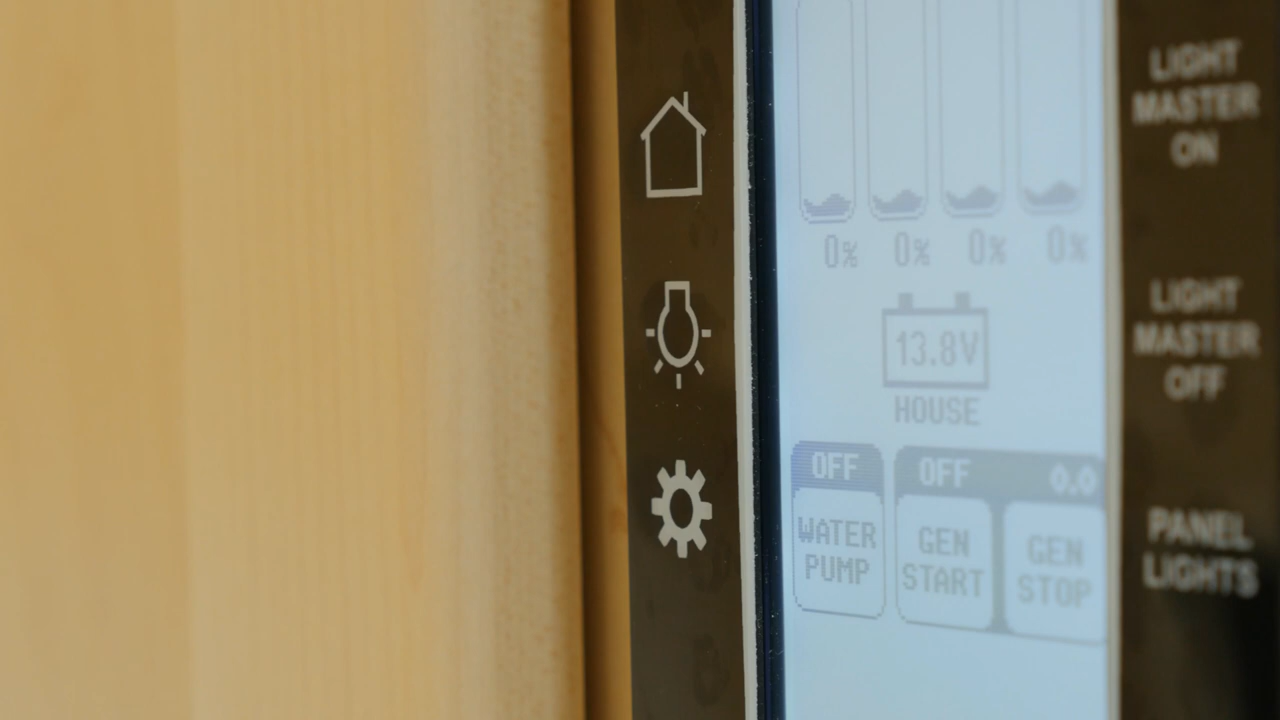 0% 0% 0% 0%
13.8V
HOUSE
OFF
WATER
PUMP
OFF 0.0
GEN
START
GEN
STOP
LIGHT
MASTER
ON
LIGHT
MASTER
OFF
PANEL
LIGHTS